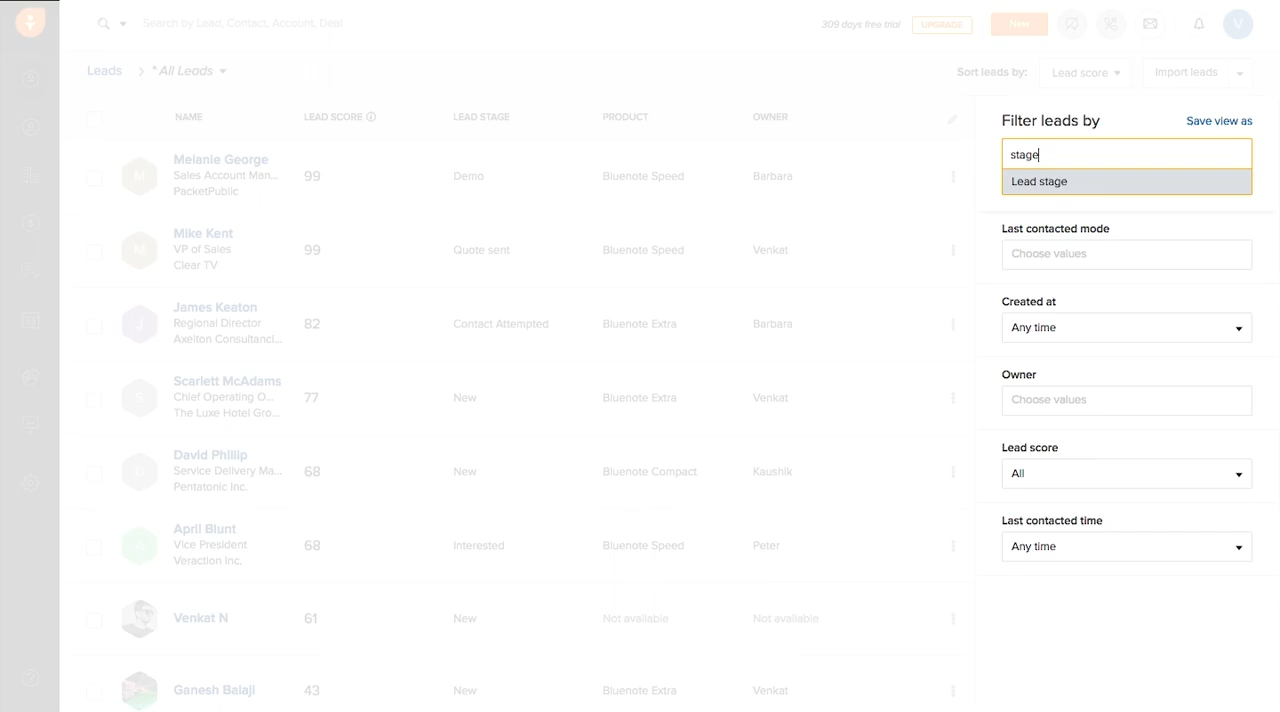 Search by Lead, Contact, Account, Deal
309 days free trial
UPGRADE
New
V
Leads
* All Leads
Sort leads by:
Lead score
Import leads
NAME
LEAD SCORE
LEAD STAGE
PRODUCT
OWNER
Filter leads by
Save view as
stage
Lead stage
Last contacted mode
Choose values
Created at
Any time
Owner
Choose values
Lead score
All
Last contacted time
Any time
M
Melanie George
Sales Account Man...
PacketPublic
99
Demo
Bluenote Speed
Barbara
M
Mike Kent
VP of Sales
Clear TV
99
Quote sent
Bluenote Speed
Venkat
J
James Keaton
Regional Director
Axelton Consultanci...
82
Contact Attempted
Bluenote Extra
Barbara
S
Scarlett McAdams
Chief Operating O...
The Luxe Hotel Gro...
77
New
Bluenote Extra
Venkat
D
David Phillip
Service Delivery Ma...
Pentatonic Inc.
68
New
Bluenote Compact
Kaushik
A
April Blunt
Vice President
Veraction Inc.
68
Interested
Bluenote Speed
Peter
Venkat N
61
New
Not available
Not available
Ganesh Balaji
43
New
Bluenote Extra
Venkat